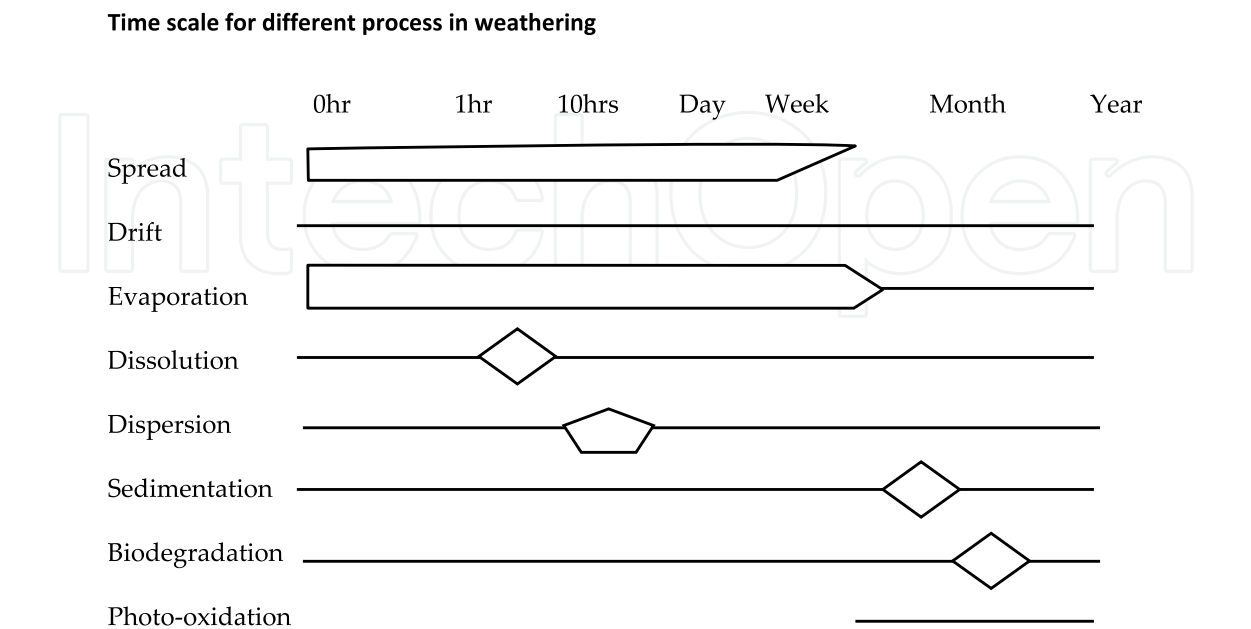 Time scale for different process in weathering
0hr 1hr 10hrs Day Week Month Year
Spread
Drift
Evaporation
Dissolution
Dispersion
Sedimentation
Biodegradation
Photo-oxidation
IntechOpen